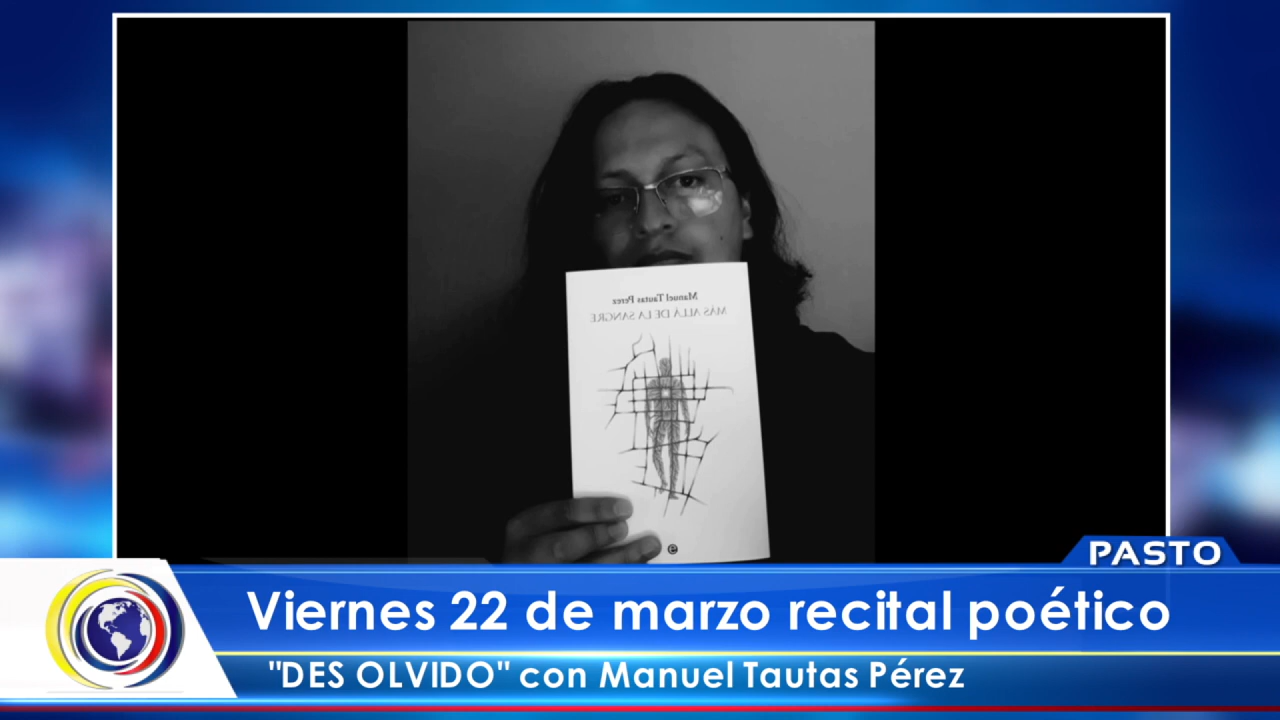 Manuel Tautas Perez
MÁS ALLÁ DE LA SANGRE
e
PASTO
Viernes 22 de marzo recital poético
"DES OLVIDO" con Manuel Tautas Pérez